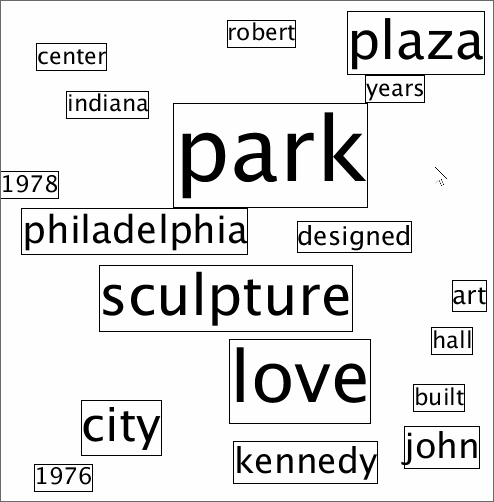 robert
plaza
center
years
indiana
park
1978
philadelphia
designed
sculpture
art
hall
love
built
city
john
kennedy
1976